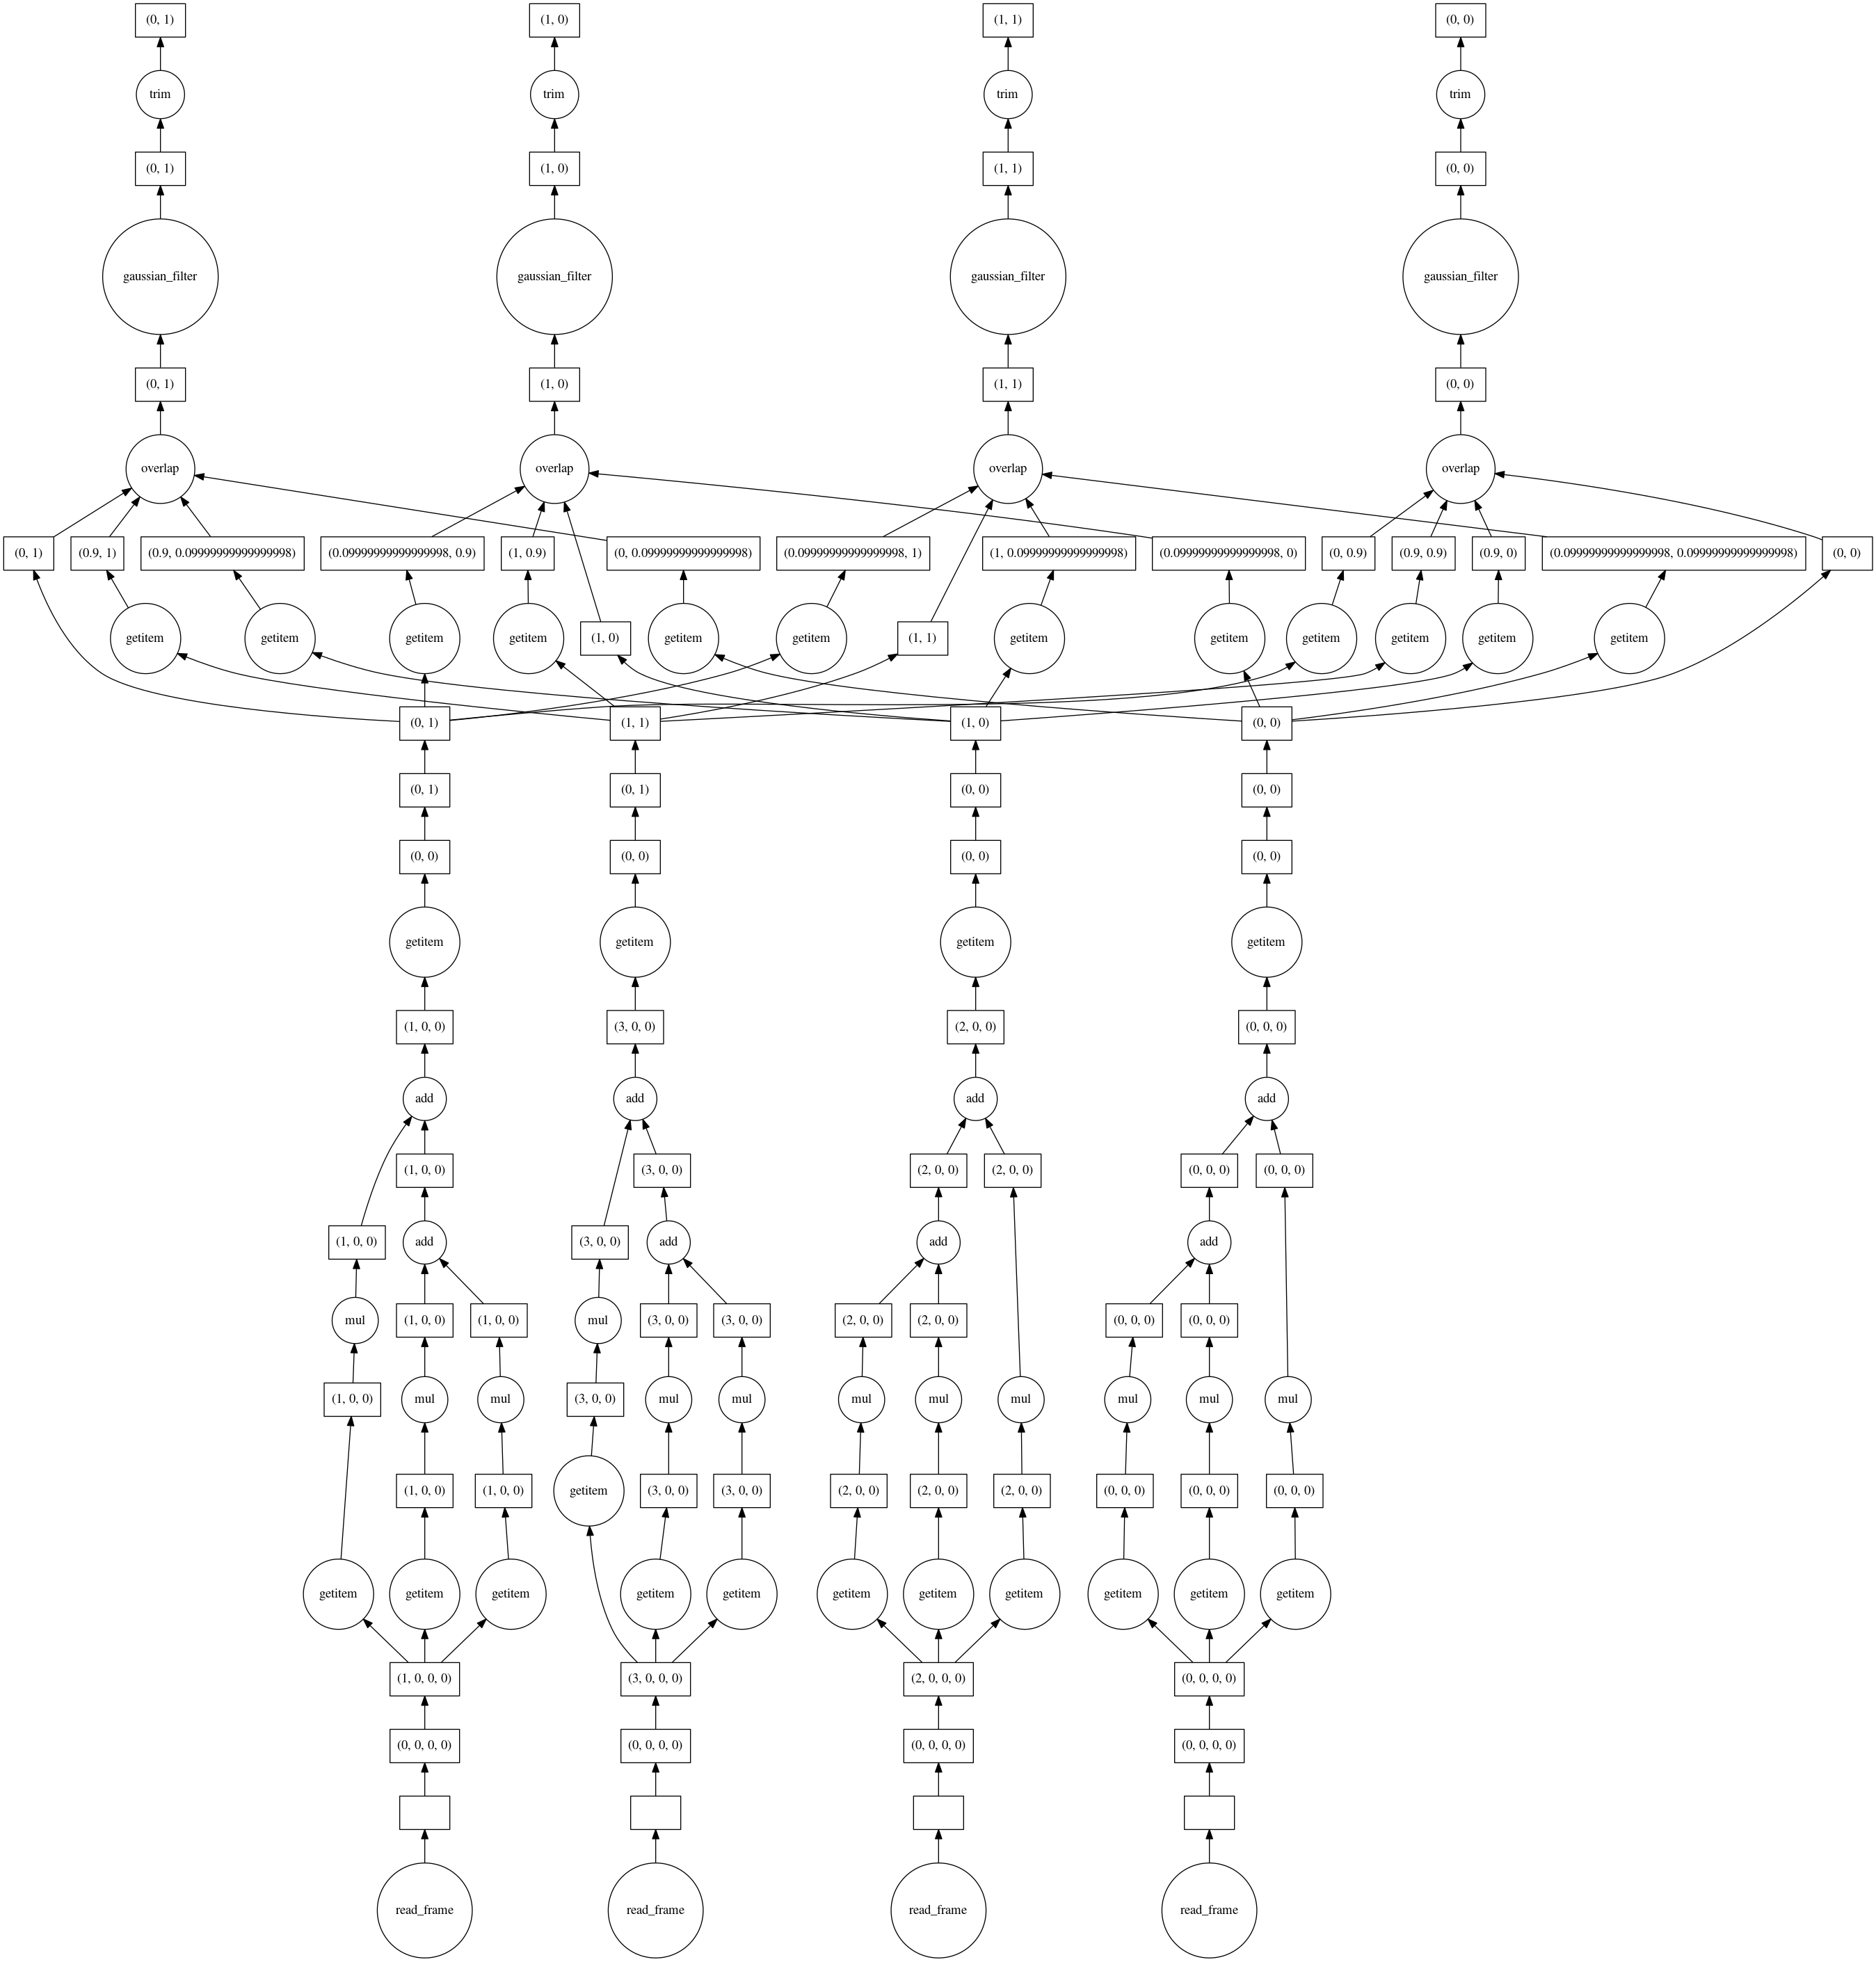 (0, 1)
(1, 0)
(1, 1)
(0, 0)
trim
trim
trim
trim
(0, 1)
(1, 0)
(1, 1)
(0, 0)
gaussian_filter
gaussian_filter
gaussian_filter
gaussian_filter
(0, 1)
(1, 0)
(1, 1)
(0, 0)
overlap
overlap
overlap
overlap
(0, 1)
(0.9, 1)
(0.9, 0.09999999999999998)
(0.09999999999999998, 0.9)
(1, 0.9)
(0, 0.09999999999999998)
(0.09999999999999998, 1)
(1, 0.09999999999999998)
(0.09999999999999998, 0)
(0, 0.9)
(0.9, 0.9)
(0.9, 0)
(0.09999999999999998, 0.09999999999999998)
(0, 0)
getitem
getitem
getitem
getitem
(1, 0)
getitem
getitem
(1, 1)
getitem
getitem
getitem
getitem
getitem
getitem
(0, 1)
(1, 1)
(1, 0)
(0, 0)
(0, 1)
(0, 1)
(0, 0)
(0, 0)
(0, 0)
(0, 0)
(0, 0)
(0, 0)
getitem
getitem
getitem
getitem
(1, 0, 0)
(3, 0, 0)
(2, 0, 0)
(0, 0, 0)
add
add
add
add
(1, 0, 0)
(3, 0, 0)
(2, 0, 0)
(2, 0, 0)
(0, 0, 0)
(0, 0, 0)
(1, 0, 0)
add
(3, 0, 0)
add
add
add
mul
(1, 0, 0)
(1, 0, 0)
mul
(3, 0, 0)
(3, 0, 0)
(2, 0, 0)
(2, 0, 0)
(0, 0, 0)
(0, 0, 0)
(1, 0, 0)
mul
mul
(3, 0, 0)
mul
mul
mul
mul
mul
mul
mul
mul
(1, 0, 0)
(1, 0, 0)
getitem
(3, 0, 0)
(3, 0, 0)
(2, 0, 0)
(2, 0, 0)
(2, 0, 0)
(0, 0, 0)
(0, 0, 0)
(0, 0, 0)
getitem
getitem
getitem
getitem
getitem
getitem
getitem
getitem
getitem
getitem
getitem
(1, 0, 0, 0)
(3, 0, 0, 0)
(2, 0, 0, 0)
(0, 0, 0, 0)
(0, 0, 0, 0)
(0, 0, 0, 0)
(0, 0, 0, 0)
(0, 0, 0, 0)
read_frame
read_frame
read_frame
read_frame